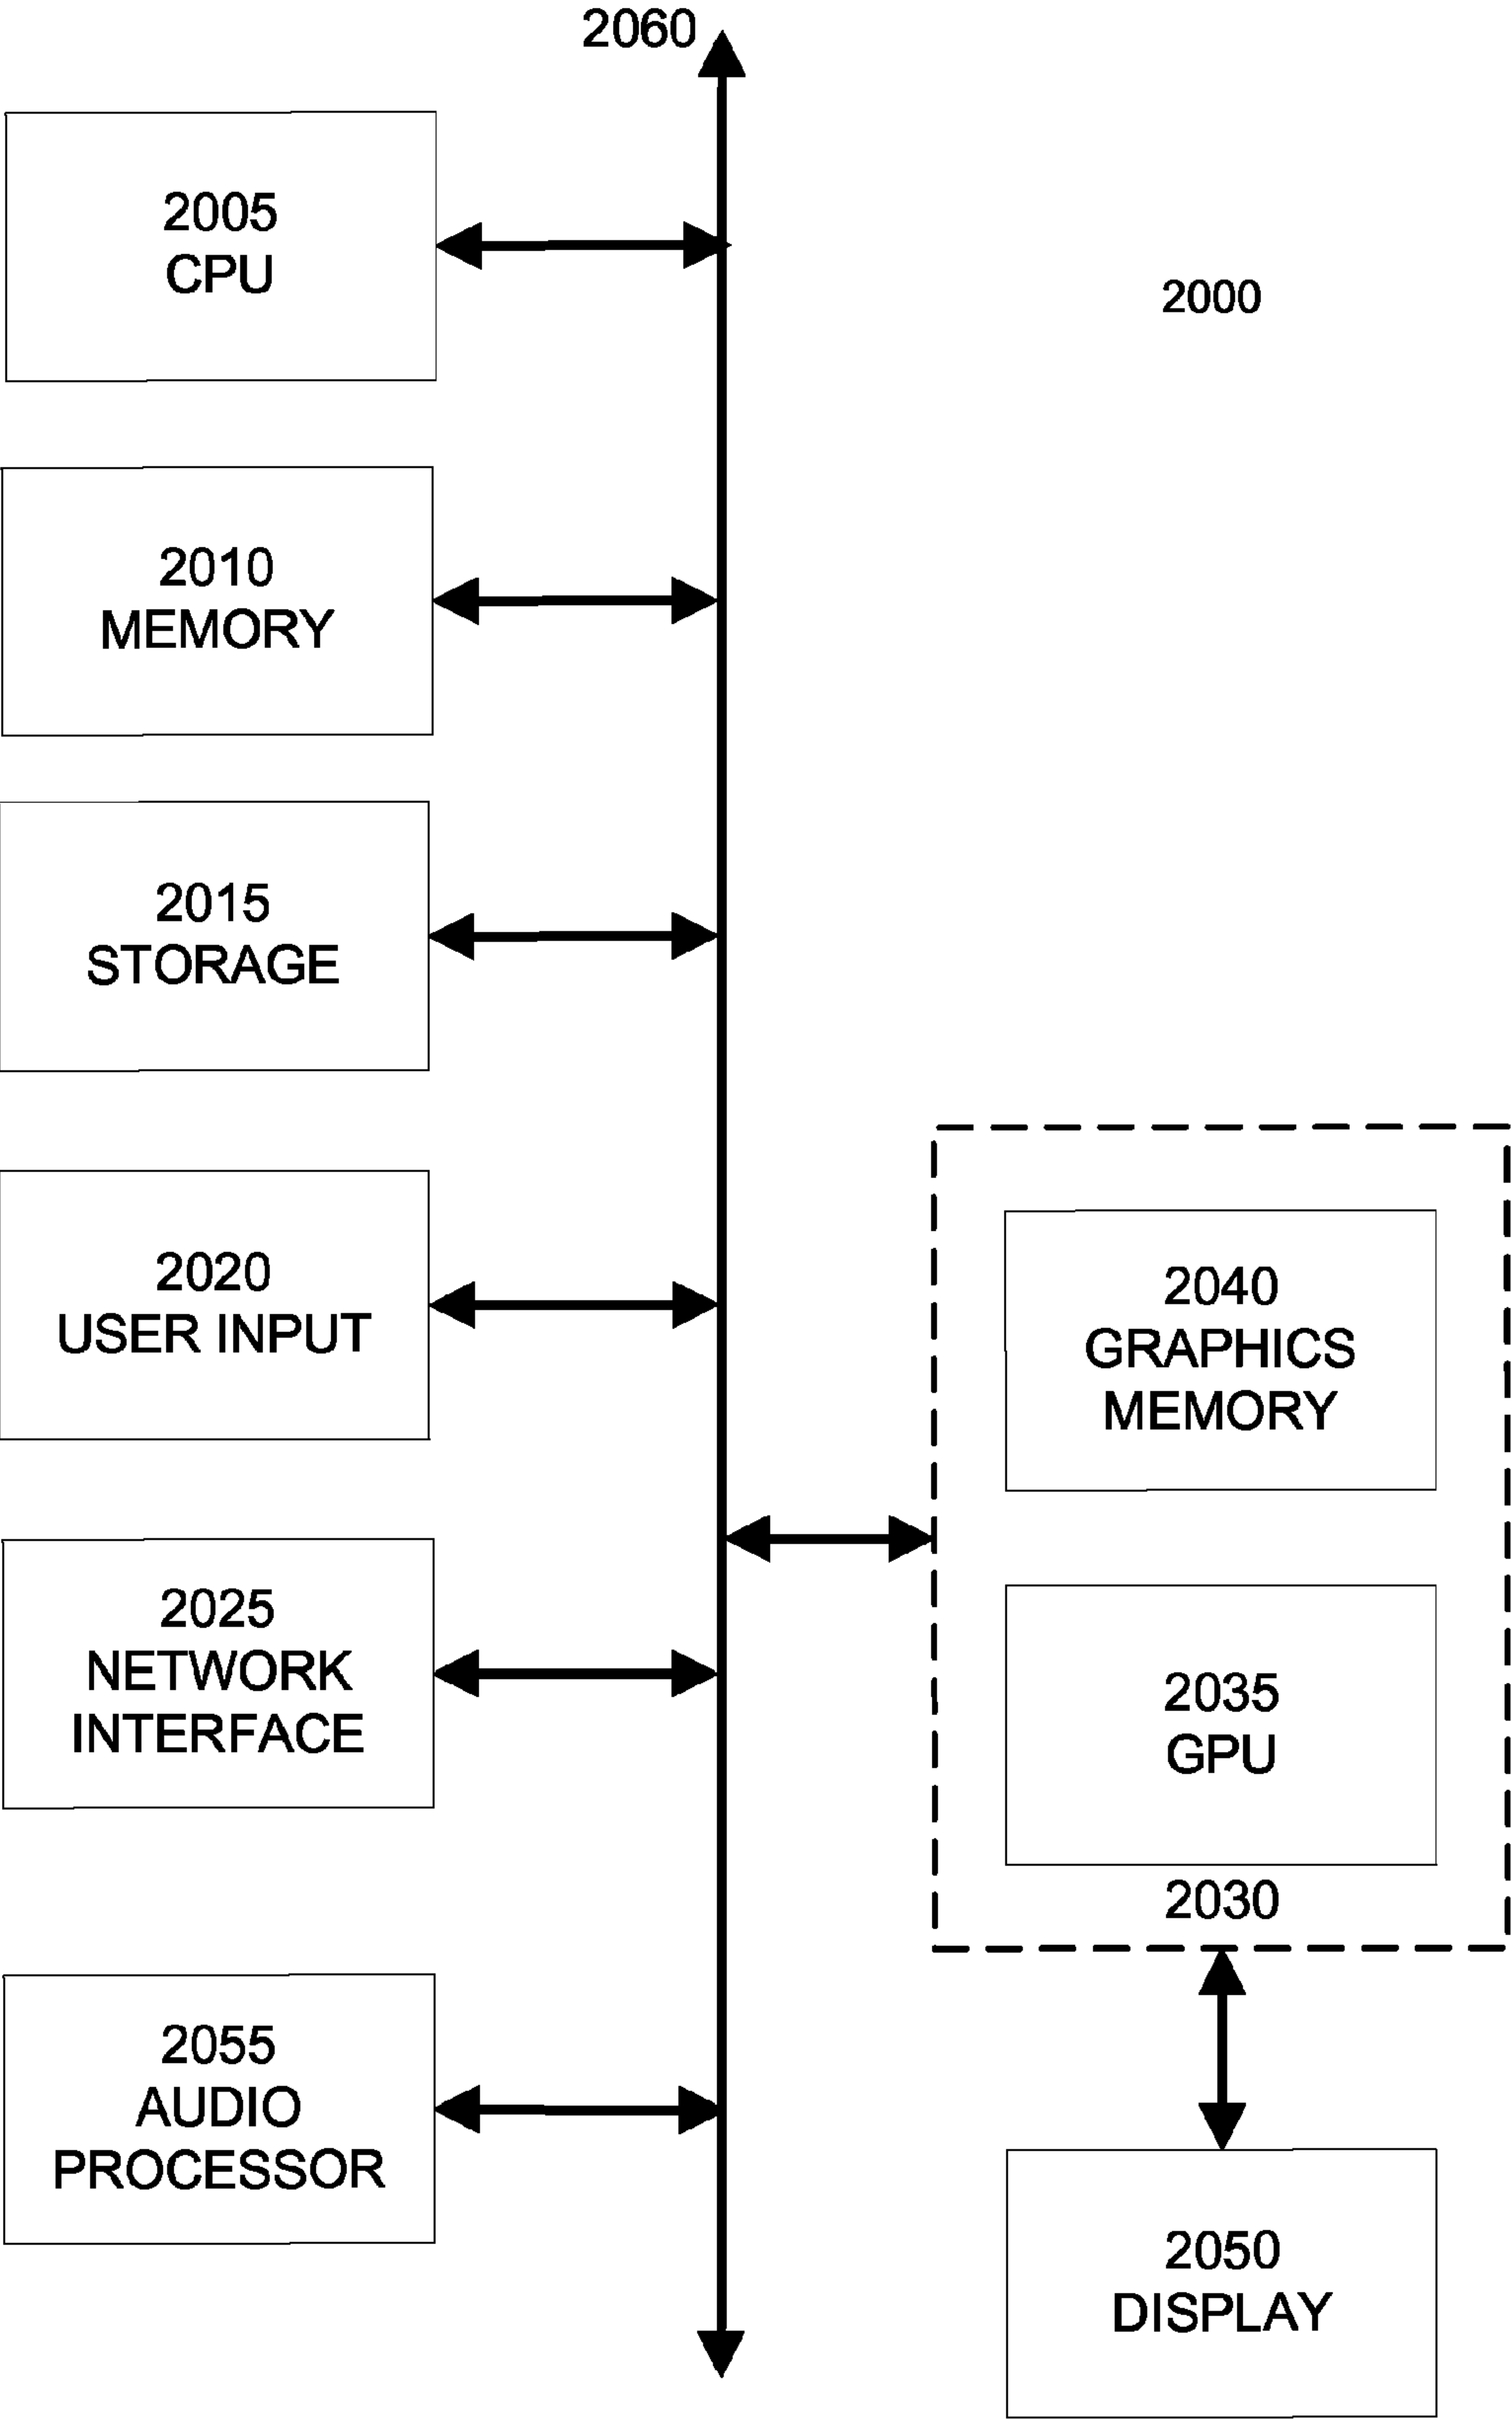 2060
2005
CPU
2000
2010
MEMORY
2015
STORAGE
2020
USER INPUT
2025
NETWORK
INTERFACE
2055
AUDIO
PROCESSOR
2040
GRAPHICS
MEMORY
2035
GPU
2030
2050
DISPLAY